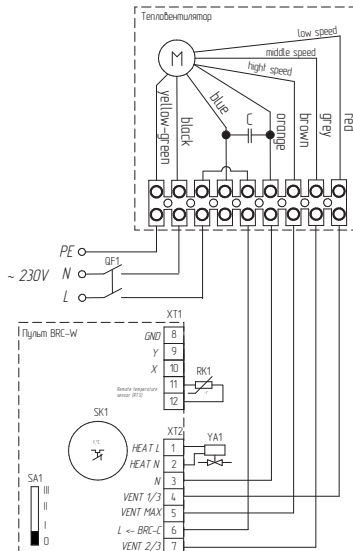 Тепловентилятор
low speed
middle speed
hight speed
M
yellow-green
black
blue
C
orange
brown
grey
red
PE
~ 230V
N
QF1
L
Пульт BRC-W
XT1
GND 8
Y 9
X 10
11
Remote temperature
sensor (RTS)
12
RK1
SK1
XT2
HEAT L 1
YA1
HEAT N 2
N 3
VENT 1/3 4
VENT MAX 5
L <- BRC-C 6
VENT 2/3 7
SA1
III
II
I
0